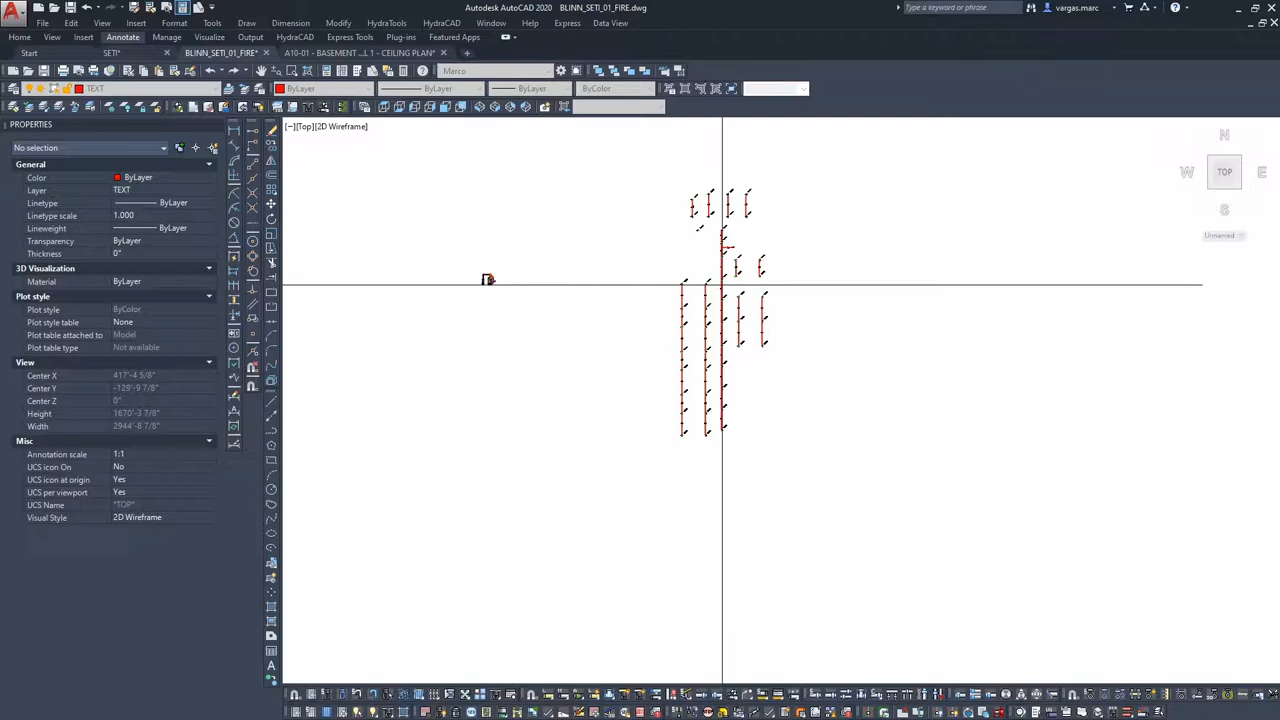 Autodesk AutoCAD 2020 BLINN_SETI_01_FIRE.dwg
Type a keyword or phrase
vargas.marc
File Edit View Insert Format Tools Draw Dimension Modify HydraTools HydraCAD Window Help Express Data View
Home View Insert Annotate Manage Visualize Output HydraCAD Express Tools Plug-ins Featured Apps
Start SETI* BLINN_SETI_01_FIRE* A10-01 - BASEMENT ...L 1 - CEILING PLAN*
Marco
TEXT ByLayer ByLayer ByLayer ByColor
PROPERTIES
[−][Top][2D Wireframe]
No selection
General
Color ByLayer
Layer TEXT
Linetype ByLayer
Linetype scale 1.000
Lineweight ByLayer
Transparency ByLayer
Thickness 0"
3D Visualization
Material ByLayer
Plot style
Plot style ByColor
Plot style table None
Plot table attached to Model
Plot table type Not available
View
Center X 417'-4 5/8"
Center Y -129'-9 7/8"
Center Z 0"
Height 1670'-3 7/8"
Width 2944'-8 7/8"
Misc
Annotation scale 1:1
UCS icon On No
UCS icon at origin Yes
UCS per viewport Yes
UCS Name *TOP*
Visual Style 2D Wireframe
N
W TOP E
S
Unnamed
A